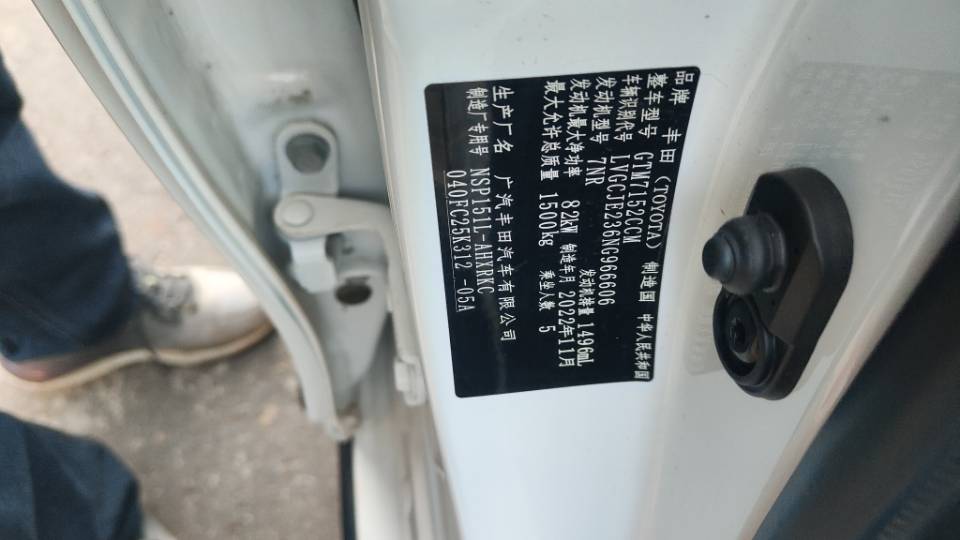 品牌 丰田(TOYOTA) 制造国 中华人民共和国
整车型号 GTM7152CCM
车辆识别代号 LVGCJE236NG966606
发动机型号 7NR 发动机排量 1496mL
发动机最大净功率 82kW 制造年月 2022年11月
最大允许总质量 1500kg 乘坐人数 5
生产厂名 广汽丰田汽车有限公司
制造厂专用号 NSP151L-AHXRKC
040FC25K312 -05A